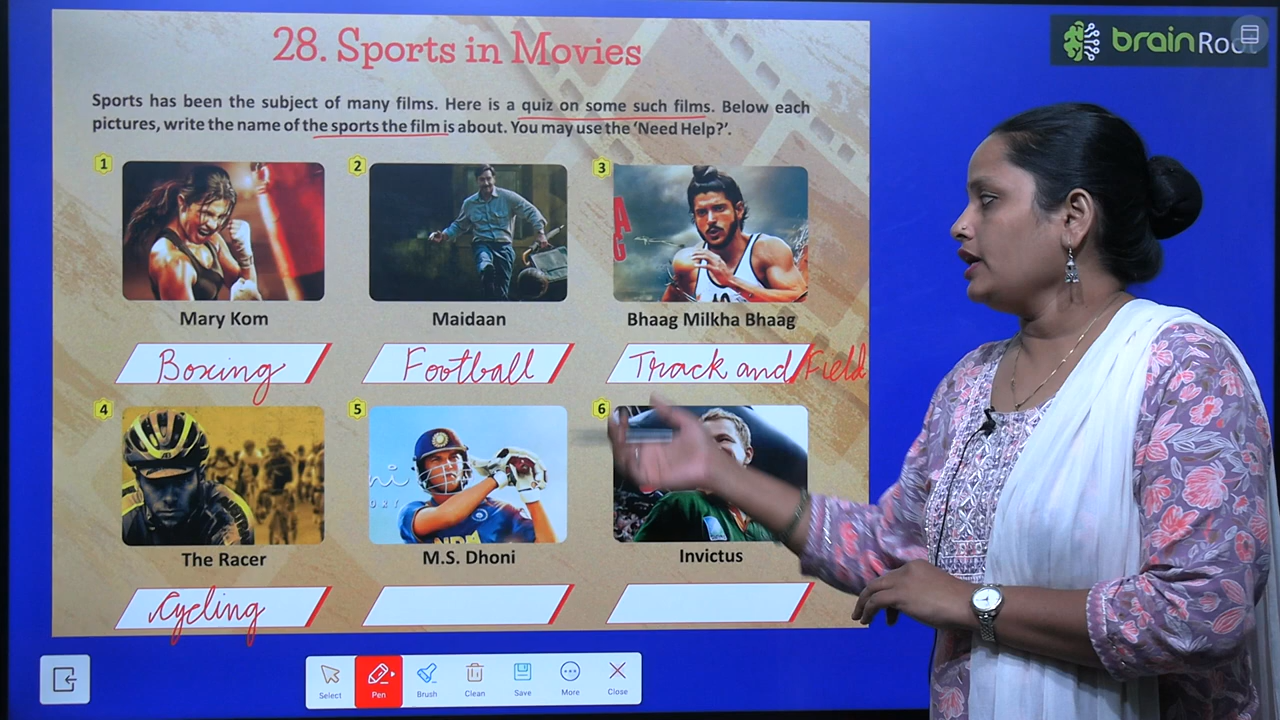 brainRoot
28. Sports in Movies
Sports has been the subject of many films. Here is a quiz on some such films. Below each
pictures, write the name of the sports the film is about. You may use the 'Need Help?'.
1
2
3
Mary Kom
Maidaan
Bhaag Milkha Bhaag
Boxing
Football
Track and Field
4
5
6
The Racer
M.S. Dhoni
Invictus
Cycling
Select
Pen
Brush
Clean
Save
More
Close